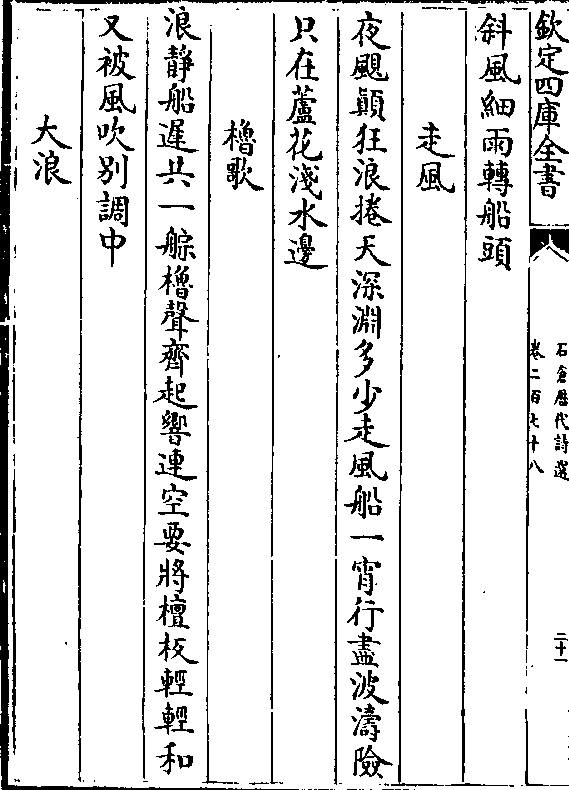 欽定四庫全書
石倉歷代詩選
卷二百七十八
二十一
斜風細雨轉船頭
走風
夜颶顛狂浪捲天深淵多少走風船一宵行盡波濤險
只在蘆花淺水邊
櫓歌
浪靜船遲共一䑸櫓聲齊起響連空要將檀板輕輕和
又被風吹别調中
大浪